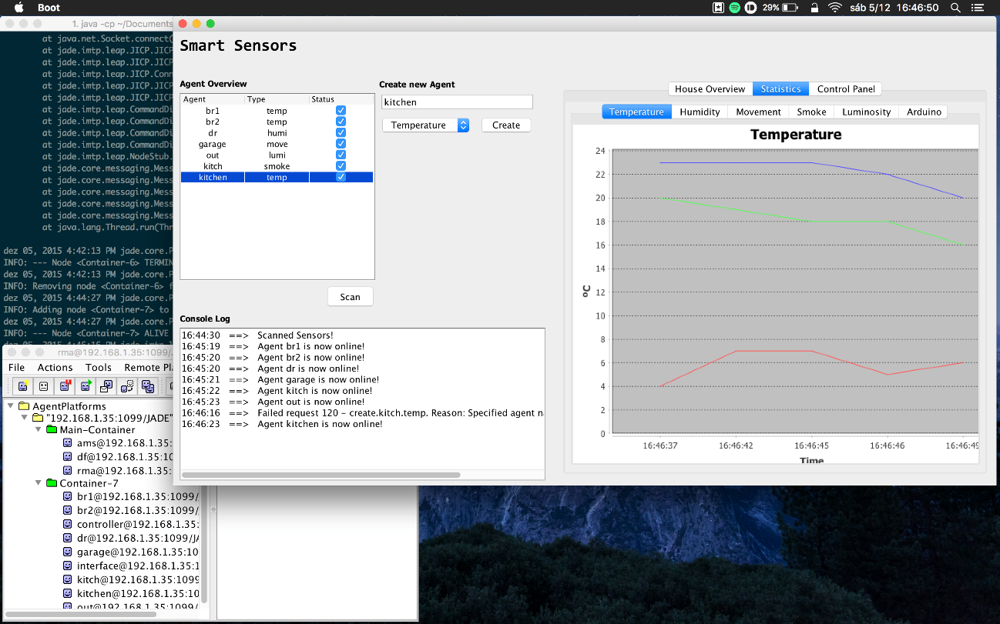 Boot
29%
sáb 5/12 16:46:50
1. java -cp ~/Documents
at java.net.Socket.connect(
at jade.imtp.leap.JICP.JICP
at jade.imtp.leap.JICP.JICP
at jade.imtp.leap.JICP.Conn
at jade.imtp.leap.JICP.JICP
at jade.imtp.leap.JICP.JICP
at jade.imtp.leap.CommandDi
at jade.imtp.leap.CommandDi
at jade.imtp.leap.CommandDi
at jade.imtp.leap.CommandDi
at jade.imtp.leap.NodeStub.
at jade.core.messaging.Mess
at jade.core.messaging.Mess
at jade.core.messaging.Mess
at jade.core.messaging.Mess
at jade.core.messaging.Mess
at java.lang.Thread.run(Thr
dez 05, 2015 4:42:13 PM jade.core.P
INFO: --- Node <Container-6> TERMIN
dez 05, 2015 4:42:13 PM jade.core.P
INFO: Removing node <Container-6> f
dez 05, 2015 4:44:27 PM jade.core.P
INFO: Adding node <Container-7> to
dez 05, 2015 4:44:27 PM jade.core.P
INFO: --- Node <Container-7> ALIVE
Smart Sensors
Agent Overview
Agent Type Status
br1 temp
br2 temp
dr humi
garage move
out lumi
kitch smoke
kitchen temp
Scan
Create new Agent
kitchen
Temperature Create
Console Log
16:44:30 ==> Scanned Sensors!
16:45:19 ==> Agent br1 is now online!
16:45:20 ==> Agent br2 is now online!
16:45:20 ==> Agent dr is now online!
16:45:21 ==> Agent garage is now online!
16:45:22 ==> Agent kitch is now online!
16:45:23 ==> Agent out is now online!
16:46:16 ==> Failed request 120 - create.kitch.temp. Reason: Specified agent na
16:46:23 ==> Agent kitchen is now online!
House Overview Statistics Control Panel
Temperature Humidity Movement Smoke Luminosity Arduino
Temperature
24
22
20
18
16
14
12
10
8
6
4
2
0
ºC
16:46:37 16:46:42 16:46:45 16:46:46 16:46:49
Time
rma@192.168.1.35:1099/
File Actions Tools Remote Pl
AgentPlatforms
"192.168.1.35:1099/JADE"
Main-Container
ams@192.168.1.35:
df@192.168.1.35:10
rma@192.168.1.35:
Container-7
br1@192.168.1.35:1099/
br2@192.168.1.35:1099/
controller@192.168.1.35:
dr@192.168.1.35:1099/JA
garage@192.168.1.35:10
interface@192.168.1.35:
kitch@192.168.1.35:1099
kitchen@192.168.1.35:10
out@192.168.1.35:1099/